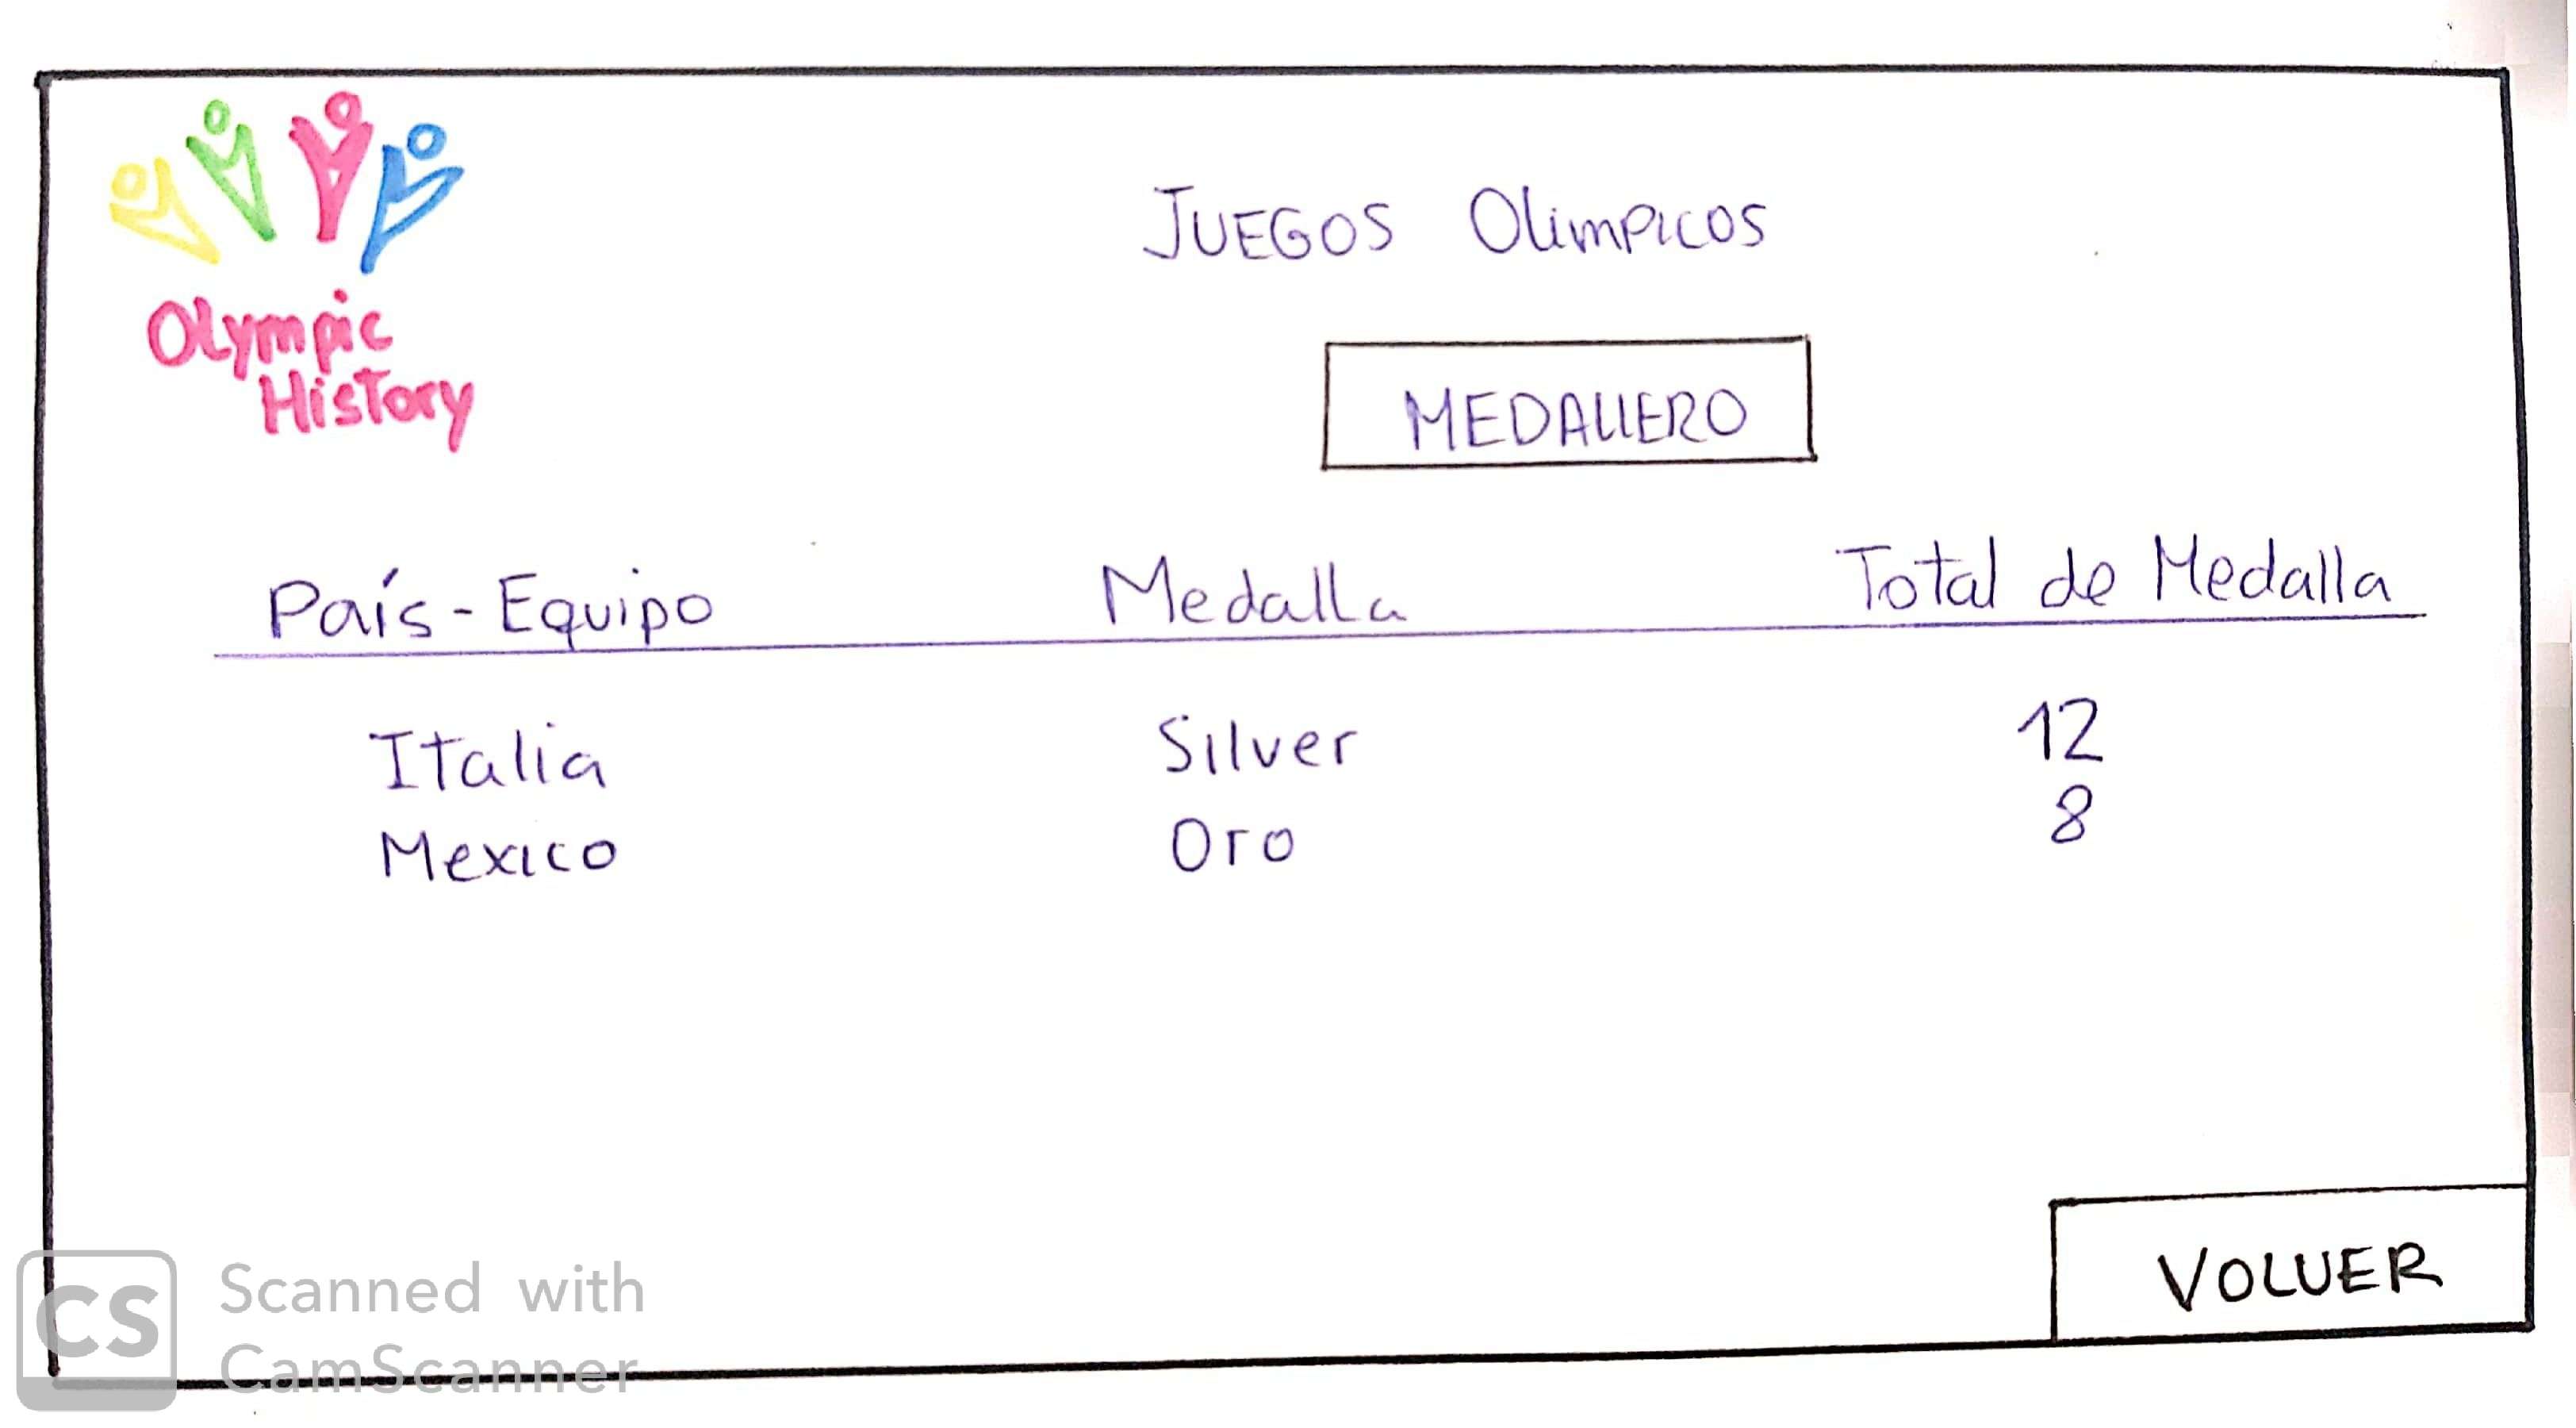 Olympic
History
JUEGOS OlimPicos
MEDALLERO
País - Equipo Medalla Total de Medalla
Italia Silver 12
Mexico Oro 8
VOLVER
CS Scanned with
CamScanner